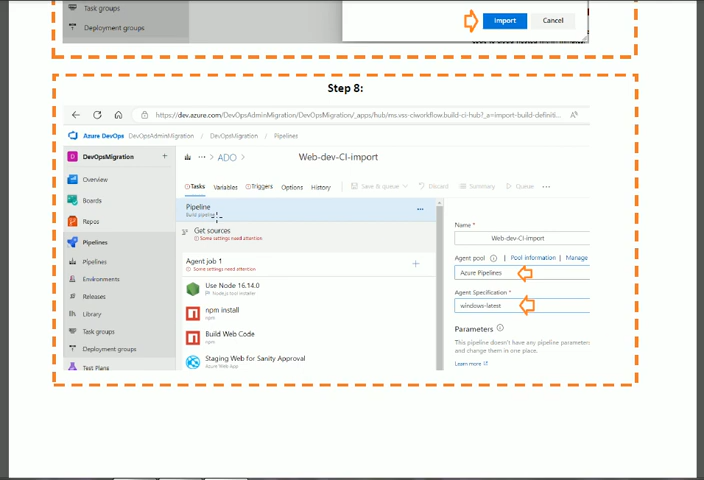 Task groups
Deployment groups
Import
Cancel
Step 8:
https://dev.azure.com/DevOpsAdminMigration/DevOpsMigration/_apps/hub/ms.vss-ciworkflow.build-ci-hub?_a=import-build-definiti...
Azure DevOps DevOpsAdminMigration / DevOpsMigration / Pipelines
D DevOpsMigration +
Overview
Boards
Repos
Pipelines
Pipelines
Environments
Releases
Library
Task groups
Deployment groups
Test Plans
... > ADO >
Web-dev-CI-import
Tasks Variables Triggers Options History Save & queue Discard Summary Queue ...
Pipeline
Build pipeline
Get sources
Some settings need attention
Agent job 1
Some settings need attention
Use Node 16.14.0
Node.js tool installer
npm install
npm
Build Web Code
npm
Staging Web for Sanity Approval
Azure Web App
Name *
Web-dev-CI-import
Agent pool Pool information | Manage
Azure Pipelines
Agent Specification *
windows-latest
Parameters
This pipeline doesn't have any pipeline parameters
and change them in one place.
Learn more